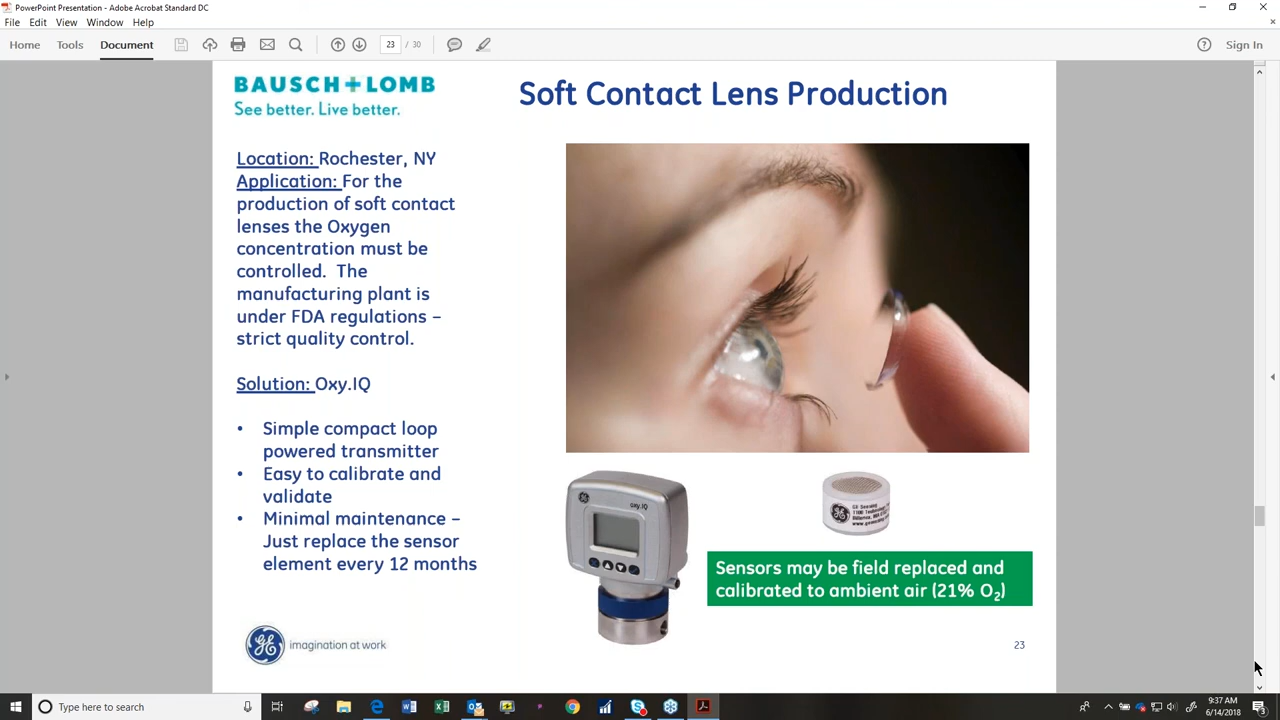 PowerPoint Presentation - Adobe Acrobat Standard DC
File Edit View Window Help
Home Tools Document 23 / 30 Sign In
BAUSCH+LOMB
See better. Live better.
Soft Contact Lens Production
Location: Rochester, NY
Application: For the
production of soft contact
lenses the Oxygen
concentration must be
controlled. The
manufacturing plant is
under FDA regulations –
strict quality control.
Solution: Oxy.IQ
• Simple compact loop
powered transmitter
• Easy to calibrate and
validate
• Minimal maintenance –
Just replace the sensor
element every 12 months
oxy.IQ
GE Sensing
Sensors may be field replaced and
calibrated to ambient air (21% O₂)
imagination at work
23
Type here to search
9:37 AM
6/14/2018